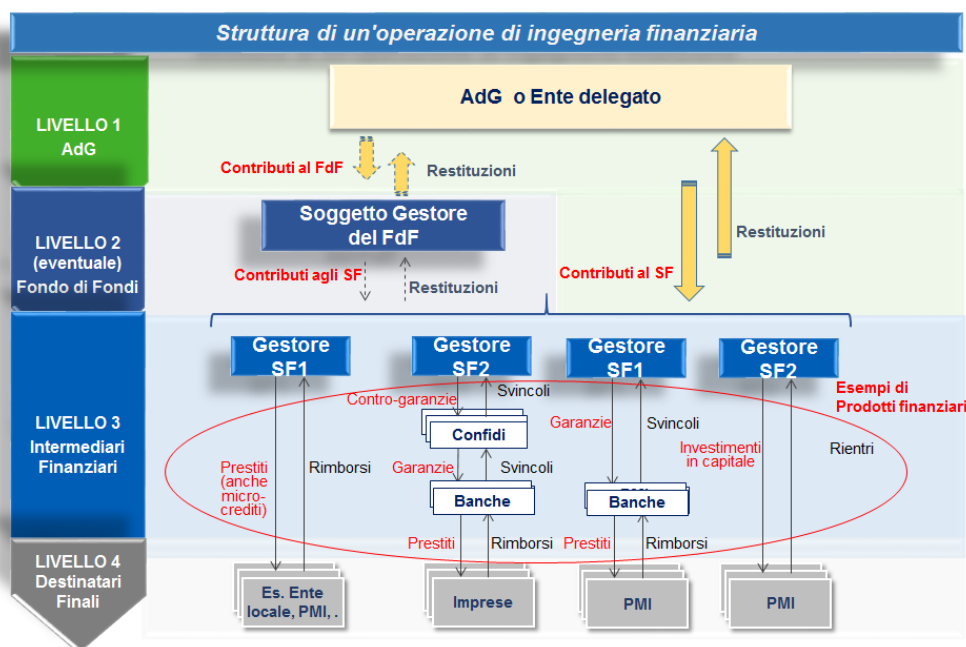 Struttura di un'operazione di ingegneria finanziaria
LIVELLO 1
AdG
AdG o Ente delegato
Contributi al FdF
Restituzioni
LIVELLO 2
(eventuale)
Fondo di Fondi
Soggetto Gestore
del FdF
Restituzioni
Contributi agli SF
Restituzioni
Contributi al SF
LIVELLO 3
Intermediari
Finanziari
Gestore
SF1
Gestore
SF2
Gestore
SF1
Gestore
SF2
Esempi di
Prodotti finanziari
Contro-garanzie
Svincoli
Confidi
Garanzie
Svincoli
Garanzie
Svincoli
Investimenti
in capitale
Rientri
Prestiti
(anche
micro-
crediti)
Rimborsi
Banche
Banche
Prestiti
Rimborsi
Prestiti
Rimborsi
LIVELLO 4
Destinatari
Finali
Es. Ente
locale, PMI, .
Imprese
PMI
PMI